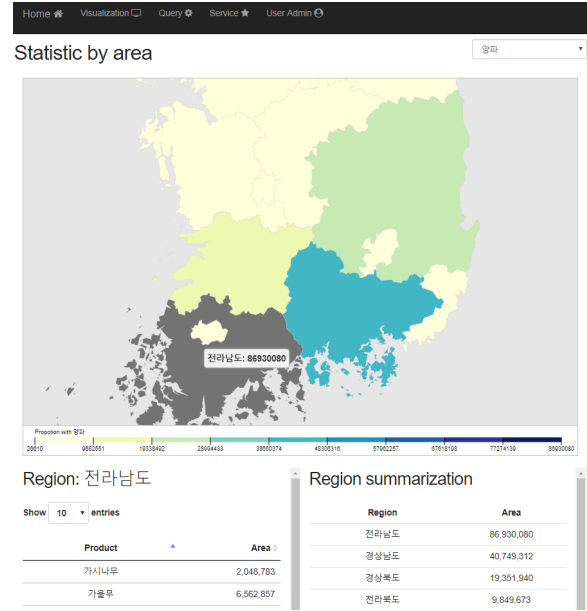 Home Visualization Query Service User Admin
Statistic by area
양파
전라남도: 86930080
Propotion with 양파
26610 9682651 19338492 28994433 38650374 48306316 57962257 67618198 77274139 86930080
Region: 전라남도
Show 10 entries
Product Area
가시나무 2,048,783
가을무 6,562,857
Region summarization
Region Area
전라남도 86,930,080
경상남도 40,749,312
경상북도 19,351,940
전라북도 9,849,673